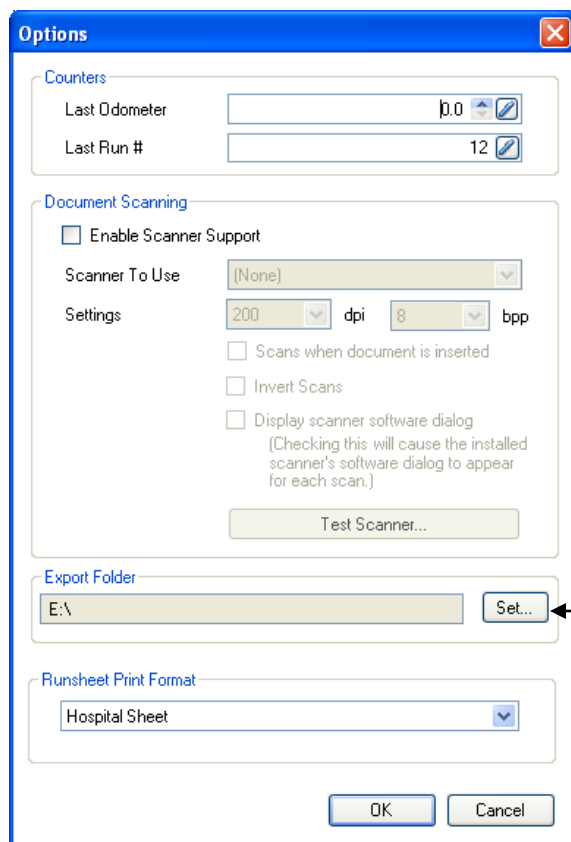 Options
Counters
Last Odometer 0.0
Last Run # 12
Document Scanning
Enable Scanner Support
Scanner To Use (None)
Settings 200 dpi 8 bpp
Scans when document is inserted
Invert Scans
Display scanner software dialog
(Checking this will cause the installed
scanner's software dialog to appear
for each scan.)
Test Scanner...
Export Folder
E:\ Set...
Runsheet Print Format
Hospital Sheet
OK Cancel